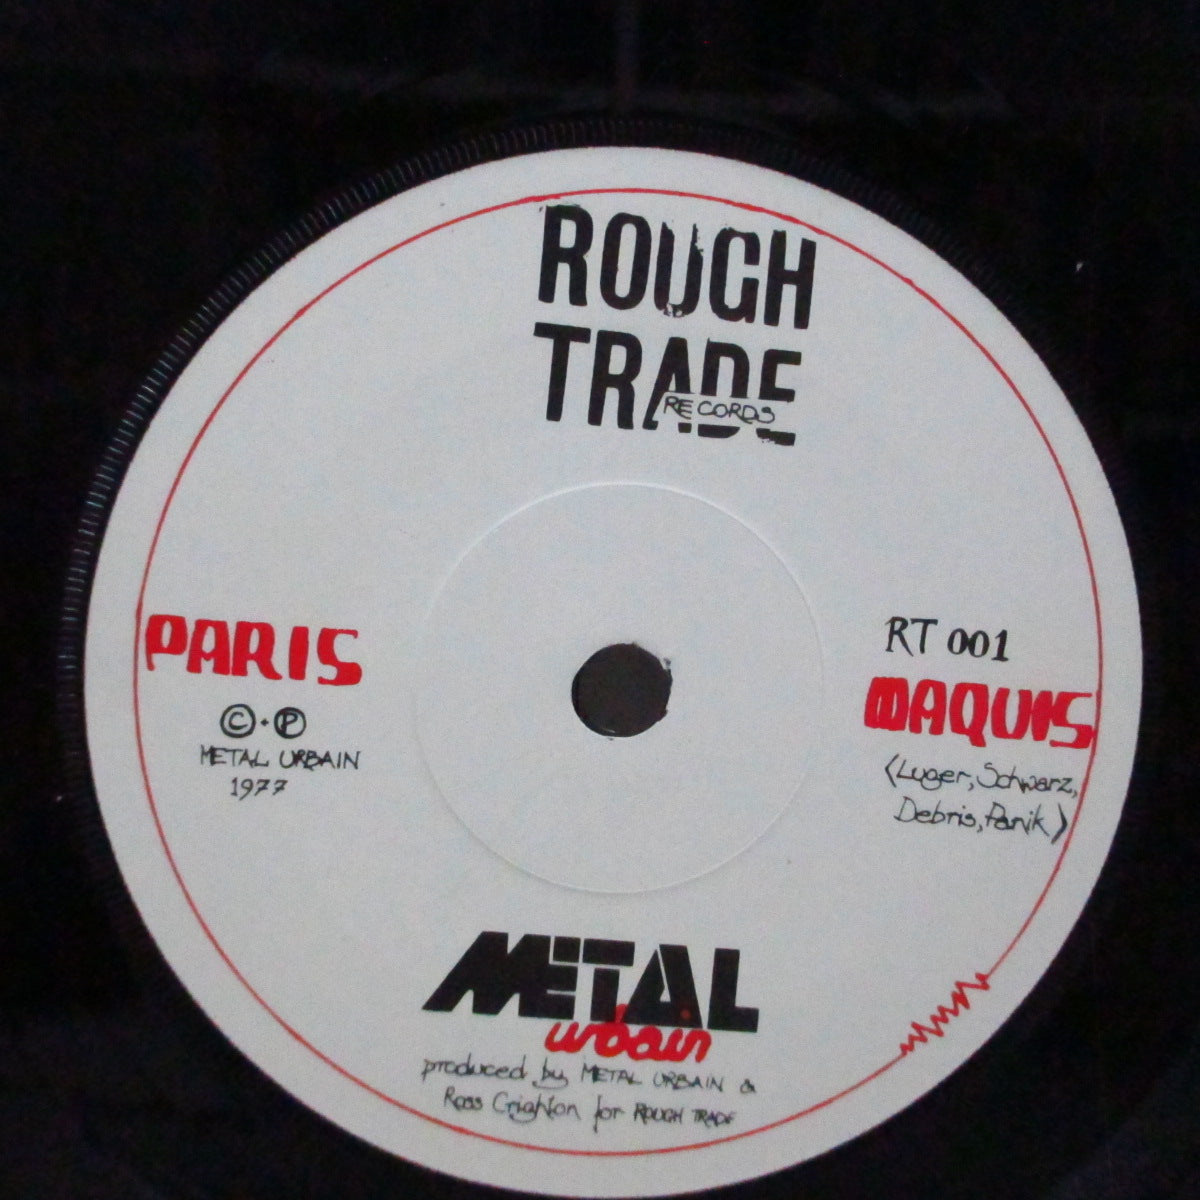 ROUGH
TRADE
RECORDS
PARIS
© · ℗
METAL URBAIN
1977
RT 001
MAQUIS
(Luger, Schwarz,
Debris, Panik)
METAL
urbain
produced by METAL URBAIN &
Ross Crighton for ROUGH TRADE